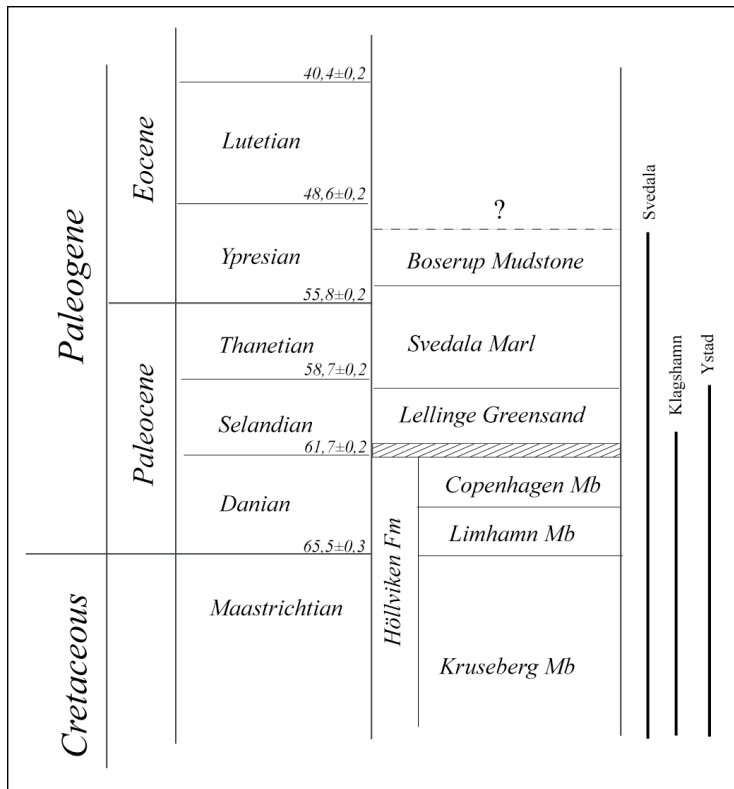 Paleogene
Cretaceous
Eocene
Paleocene
40,4±0,2
Lutetian
48,6±0,2
Ypresian
55,8±0,2
Thanetian
58,7±0,2
Selandian
61,7±0,2
Danian
65,5±0,3
Maastrichtian
?
Boserup Mudstone
Svedala Marl
Lellinge Greensand
Höllviken Fm
Copenhagen Mb
Limhamn Mb
Kruseberg Mb
Svedala
Klagshamn
Ystad